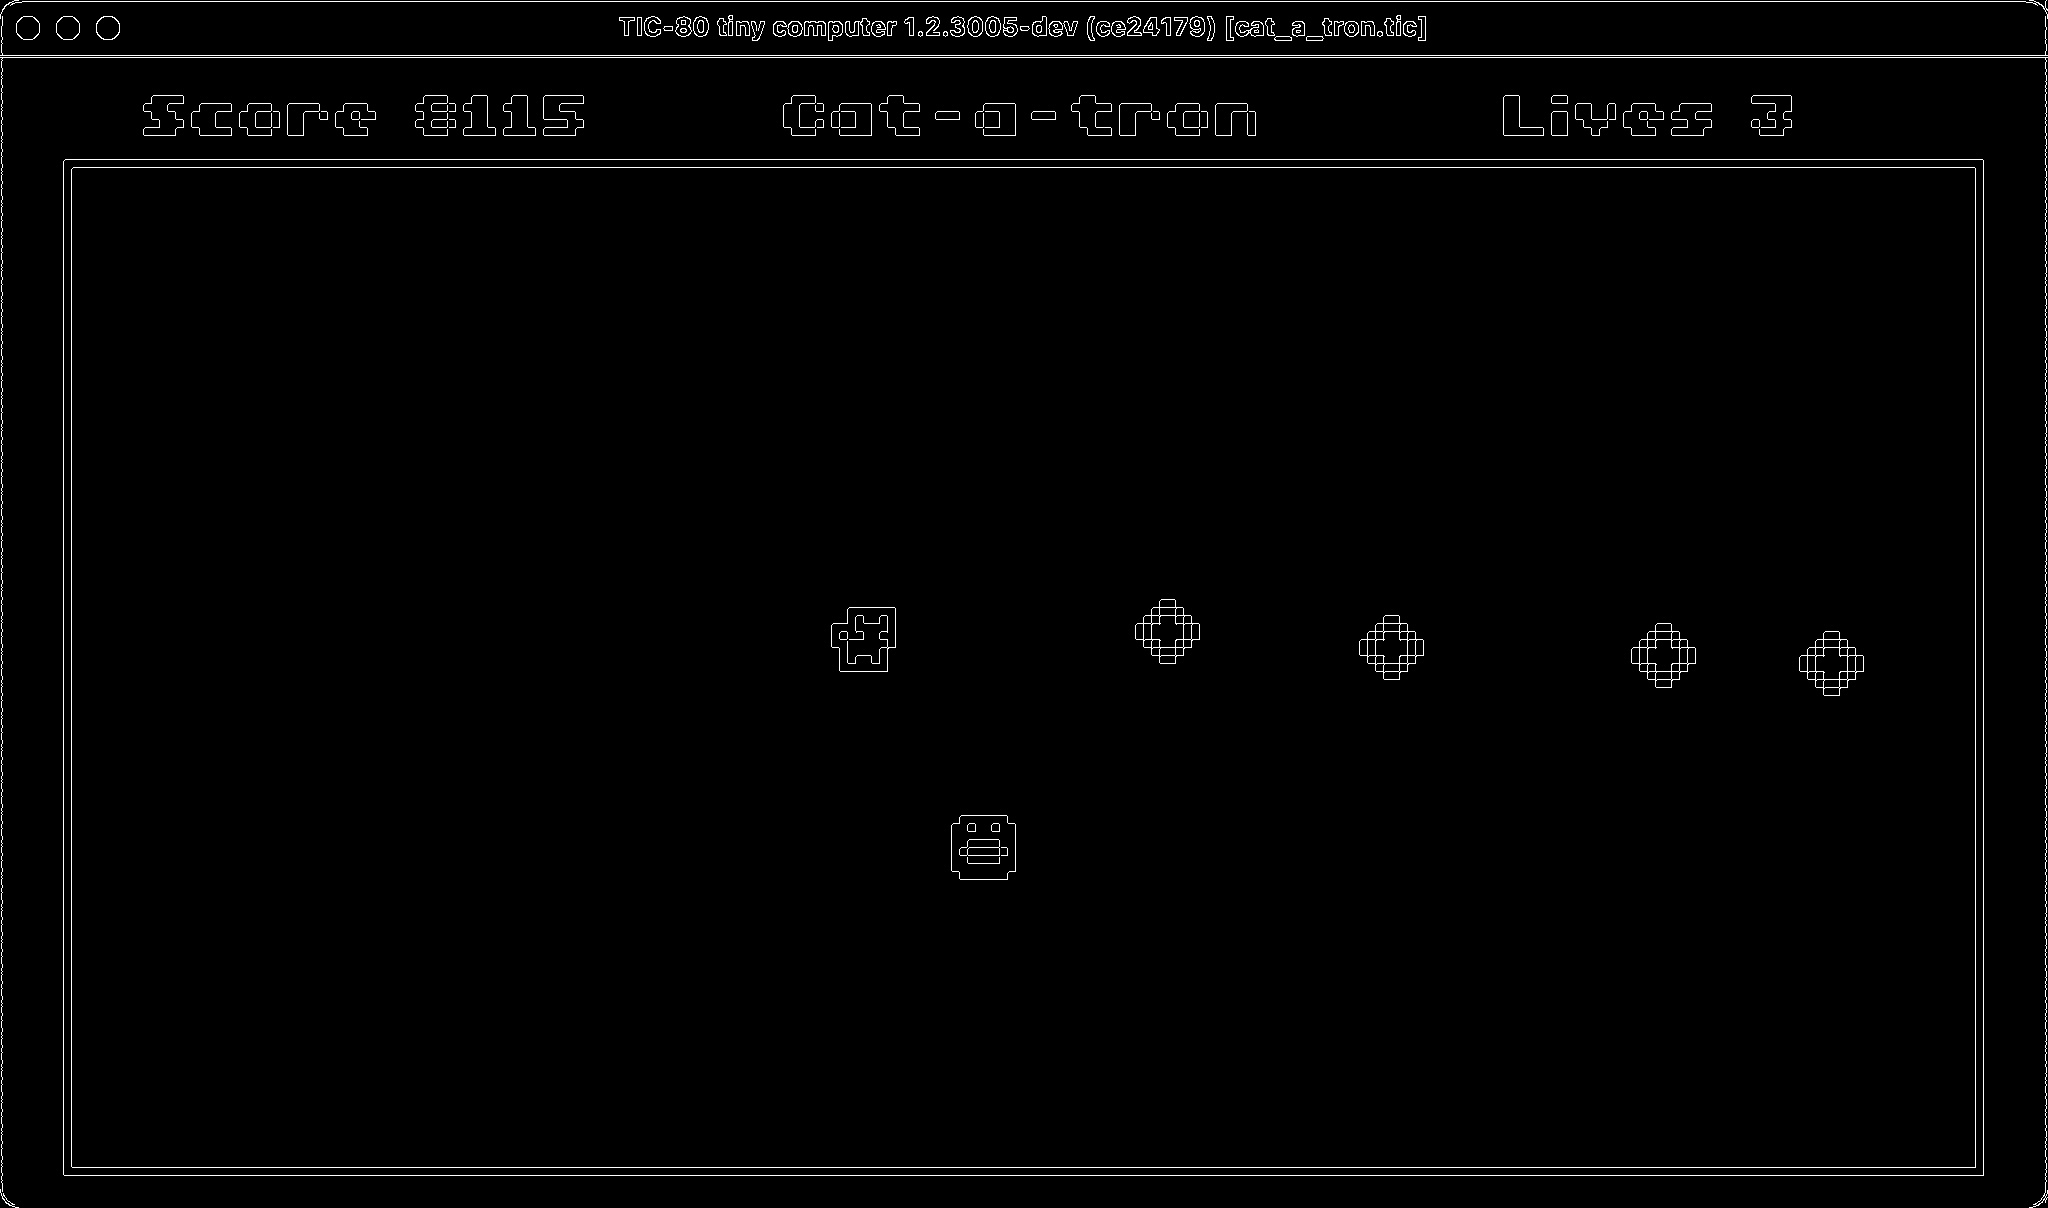 TIC-80 tiny computer 1.2.3005-dev (ce24179) [cat_a_tron.tic]
Score 8115 Cat-a-tron Lives 3